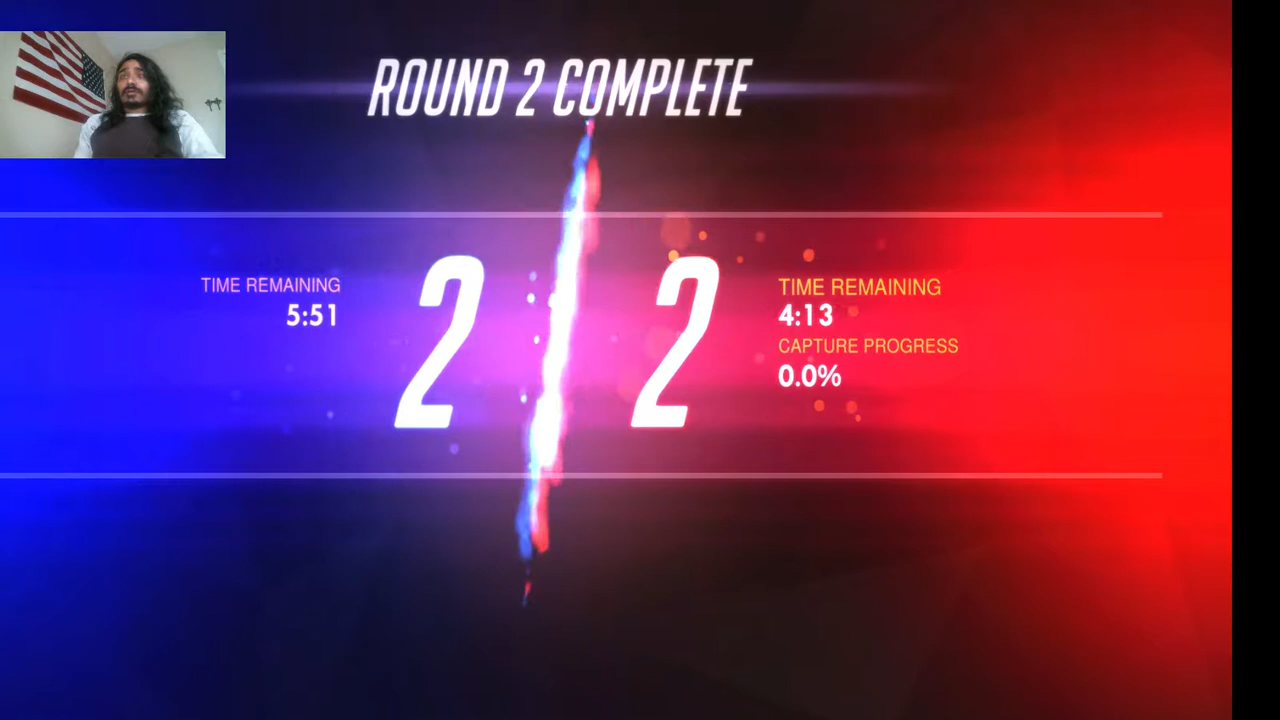 ROUND 2 COMPLETE
TIME REMAINING
5:51
2
2
TIME REMAINING
4:13
CAPTURE PROGRESS
0.0%